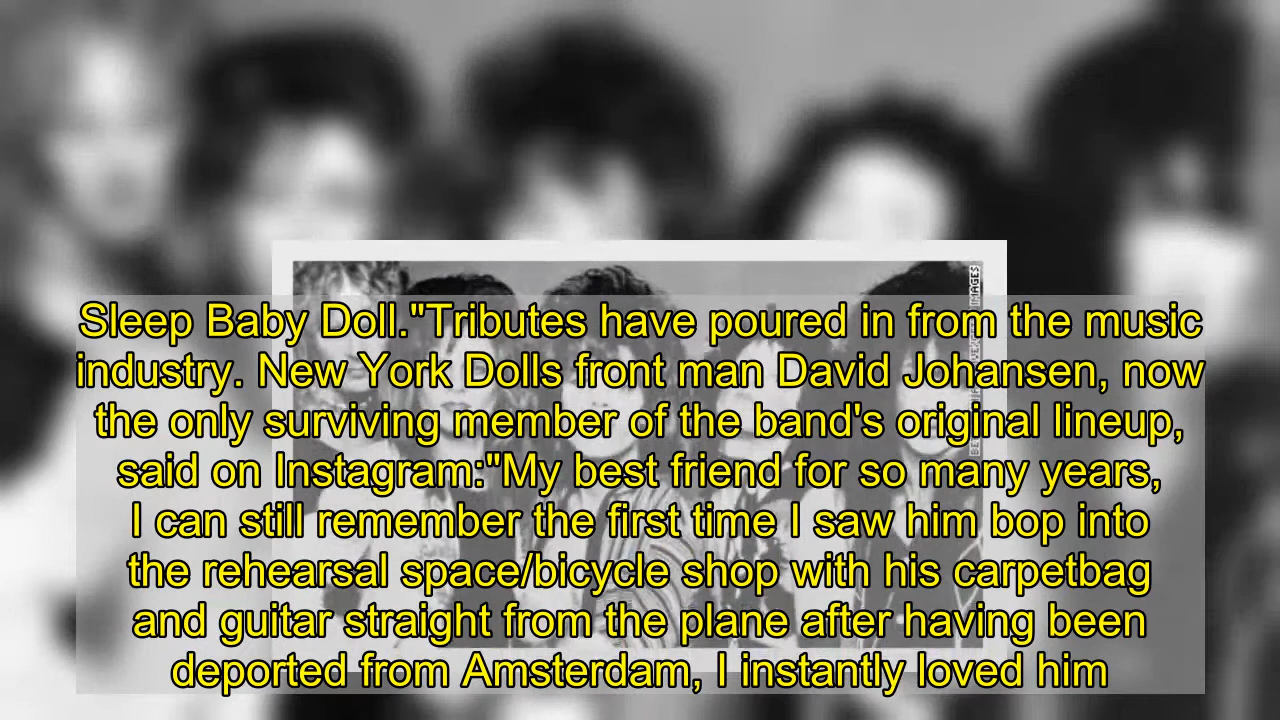 Sleep Baby Doll."Tributes have poured in from the music
industry. New York Dolls front man David Johansen, now
the only surviving member of the band's original lineup,
said on Instagram:"My best friend for so many years,
I can still remember the first time I saw him bop into
the rehearsal space/bicycle shop with his carpetbag
and guitar straight from the plane after having been
deported from Amsterdam, I instantly loved him
IMAGES